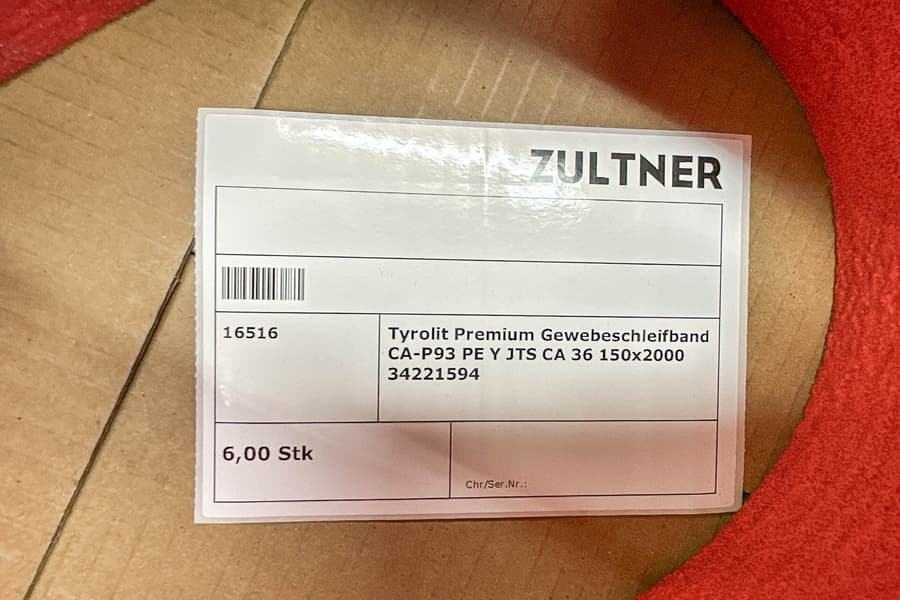 ZULTNER
16516
Tyrolit Premium Gewebeschleifband
CA-P93 PE Y JTS CA 36 150x2000
34221594
6,00 Stk
Chr/Ser.Nr.: